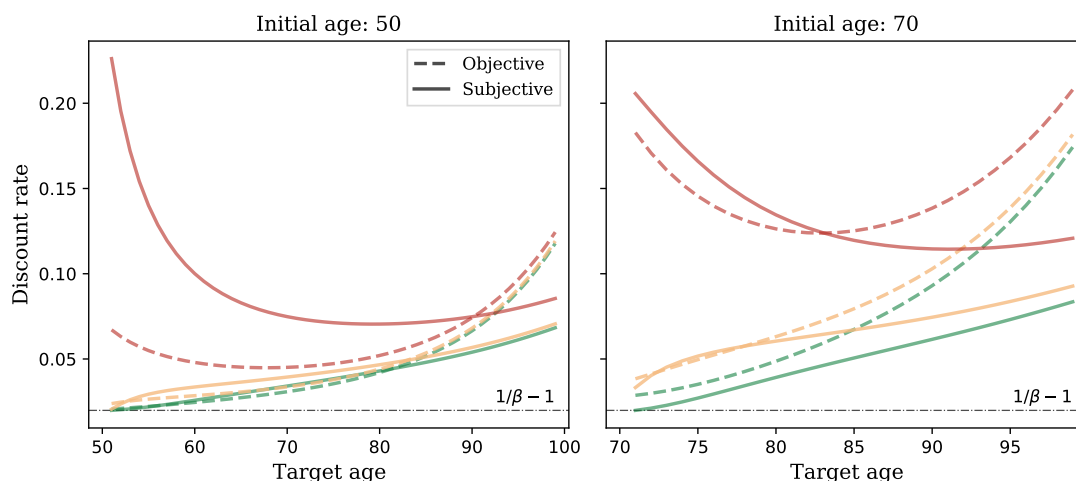 Initial age: 50
Initial age: 70
Objective
Subjective
0.20
0.15
0.10
0.05
Discount rate
1/β − 1
1/β − 1
50 60 70 80 90 100
70 75 80 85 90 95
Target age
Target age